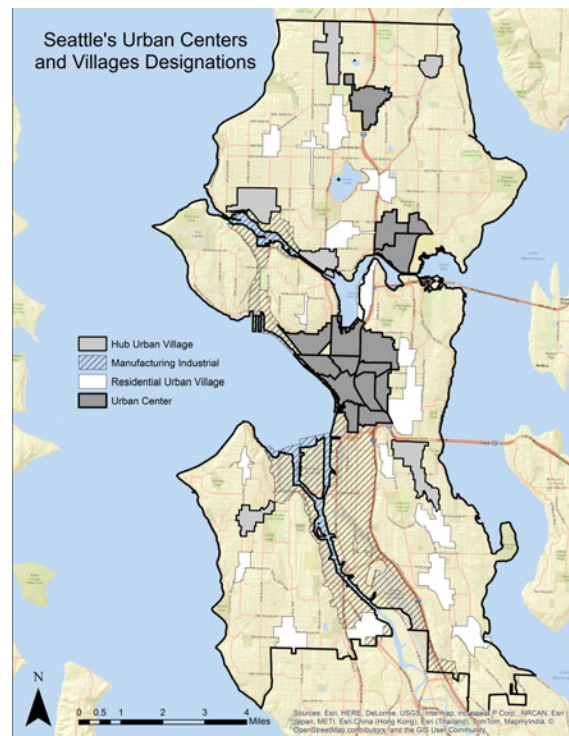 Seattle's Urban Centers
and Villages Designations
Hub Urban Village
Manufacturing Industrial
Residential Urban Village
Urban Center
N
0 0.5 1 2 3 4
Miles
Sources: Esri, HERE, DeLorme, USGS, Intermap, increment P Corp., NRCAN, Esri
Japan, METI, Esri China (Hong Kong), Esri (Thailand), TomTom, MapmyIndia, ©
OpenStreetMap contributors, and the GIS User Community